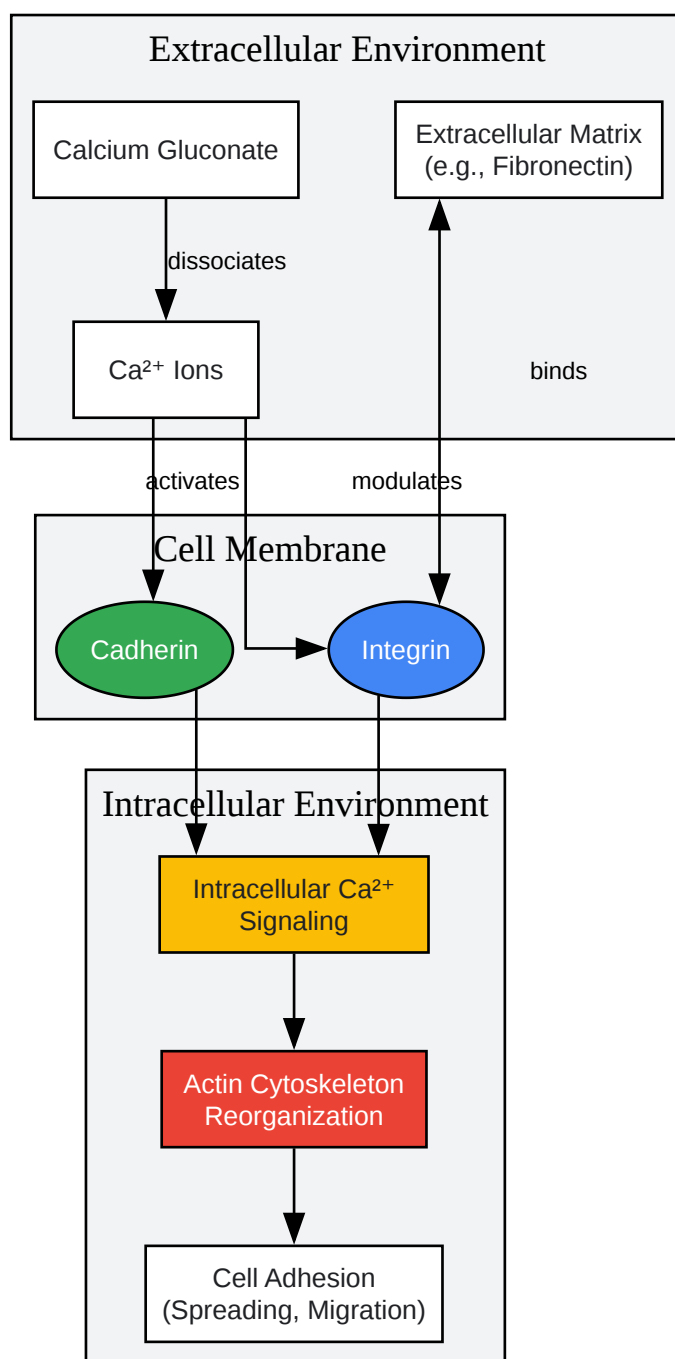 Extracellular Environment
Calcium Gluconate
Extracellular Matrix
(e.g., Fibronectin)
dissociates
Ca²⁺ Ions
binds
activates
modulates
Cell Membrane
Cadherin
Integrin
Intracellular Environment
Intracellular Ca²⁺
Signaling
Actin Cytoskeleton
Reorganization
Cell Adhesion
(Spreading, Migration)